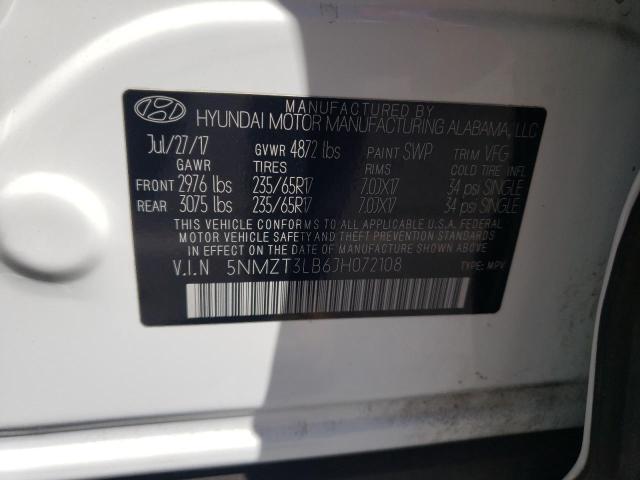 MANUFACTURED BY
HYUNDAI MOTOR MANUFACTURING ALABAMA, LLC
Jul/27/17 GVWR 4872 lbs PAINT SWP TRIM VFG
GAWR TIRES RIMS COLD TIRE INFL
FRONT 2976 lbs 235/65R17 7.0JX17 34 psi SINGLE
REAR 3075 lbs 235/65R17 7.0JX17 34 psi SINGLE
THIS VEHICLE CONFORMS TO ALL APPLICABLE U.S.A. FEDERAL
MOTOR VEHICLE SAFETY STANDARDS IN
EFFECT ON THE DATE OF MANUFACTURE SHOWN ABOVE.
V.I.N 5NMZT3LB6JH072108 TYPE: MPV